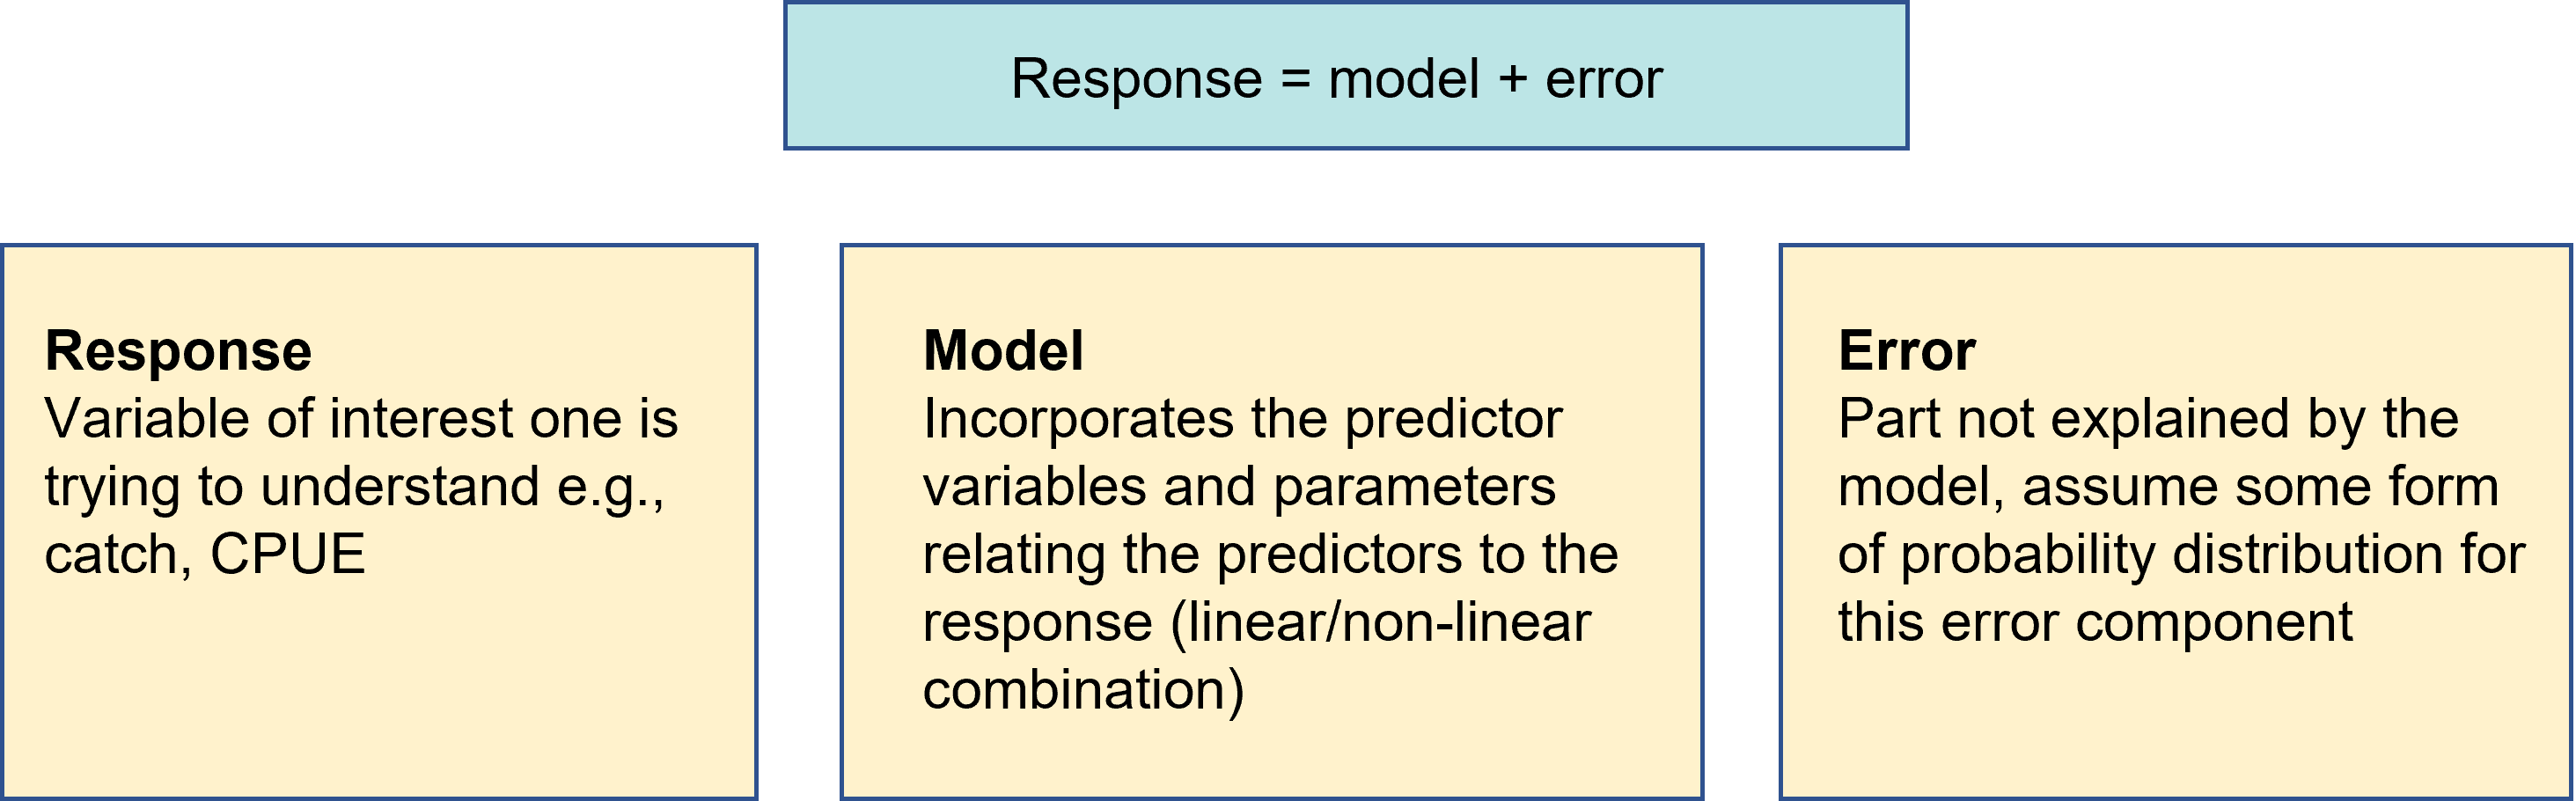 Response = model + error
Response
Variable of interest one is
trying to understand e.g.,
catch, CPUE
Model
Incorporates the predictor
variables and parameters
relating the predictors to the
response (linear/non-linear
combination)
Error
Part not explained by the
model, assume some form
of probability distribution for
this error component